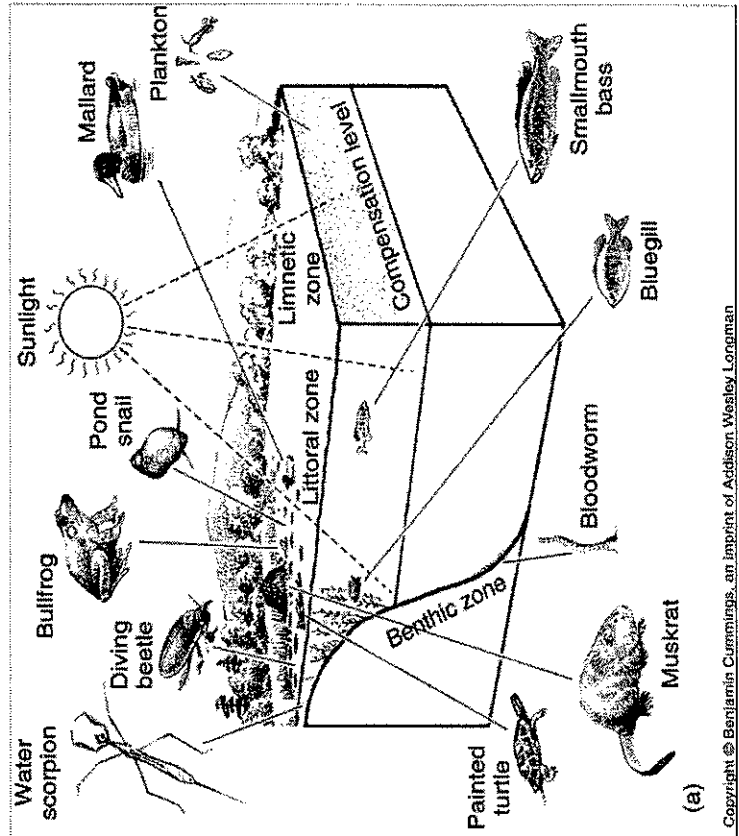 Sunlight
Water
scorpion
Diving
beetle
Bullfrog
Pond
snail
Mallard
Plankton
Littoral zone
Limnetic
zone
Compensation level
Benthic zone
Painted
turtle
Muskrat
Bloodworm
Bluegill
Smallmouth
bass
(a)
Copyright © Benjamin Cummings, an imprint of Addison Wesley Longman